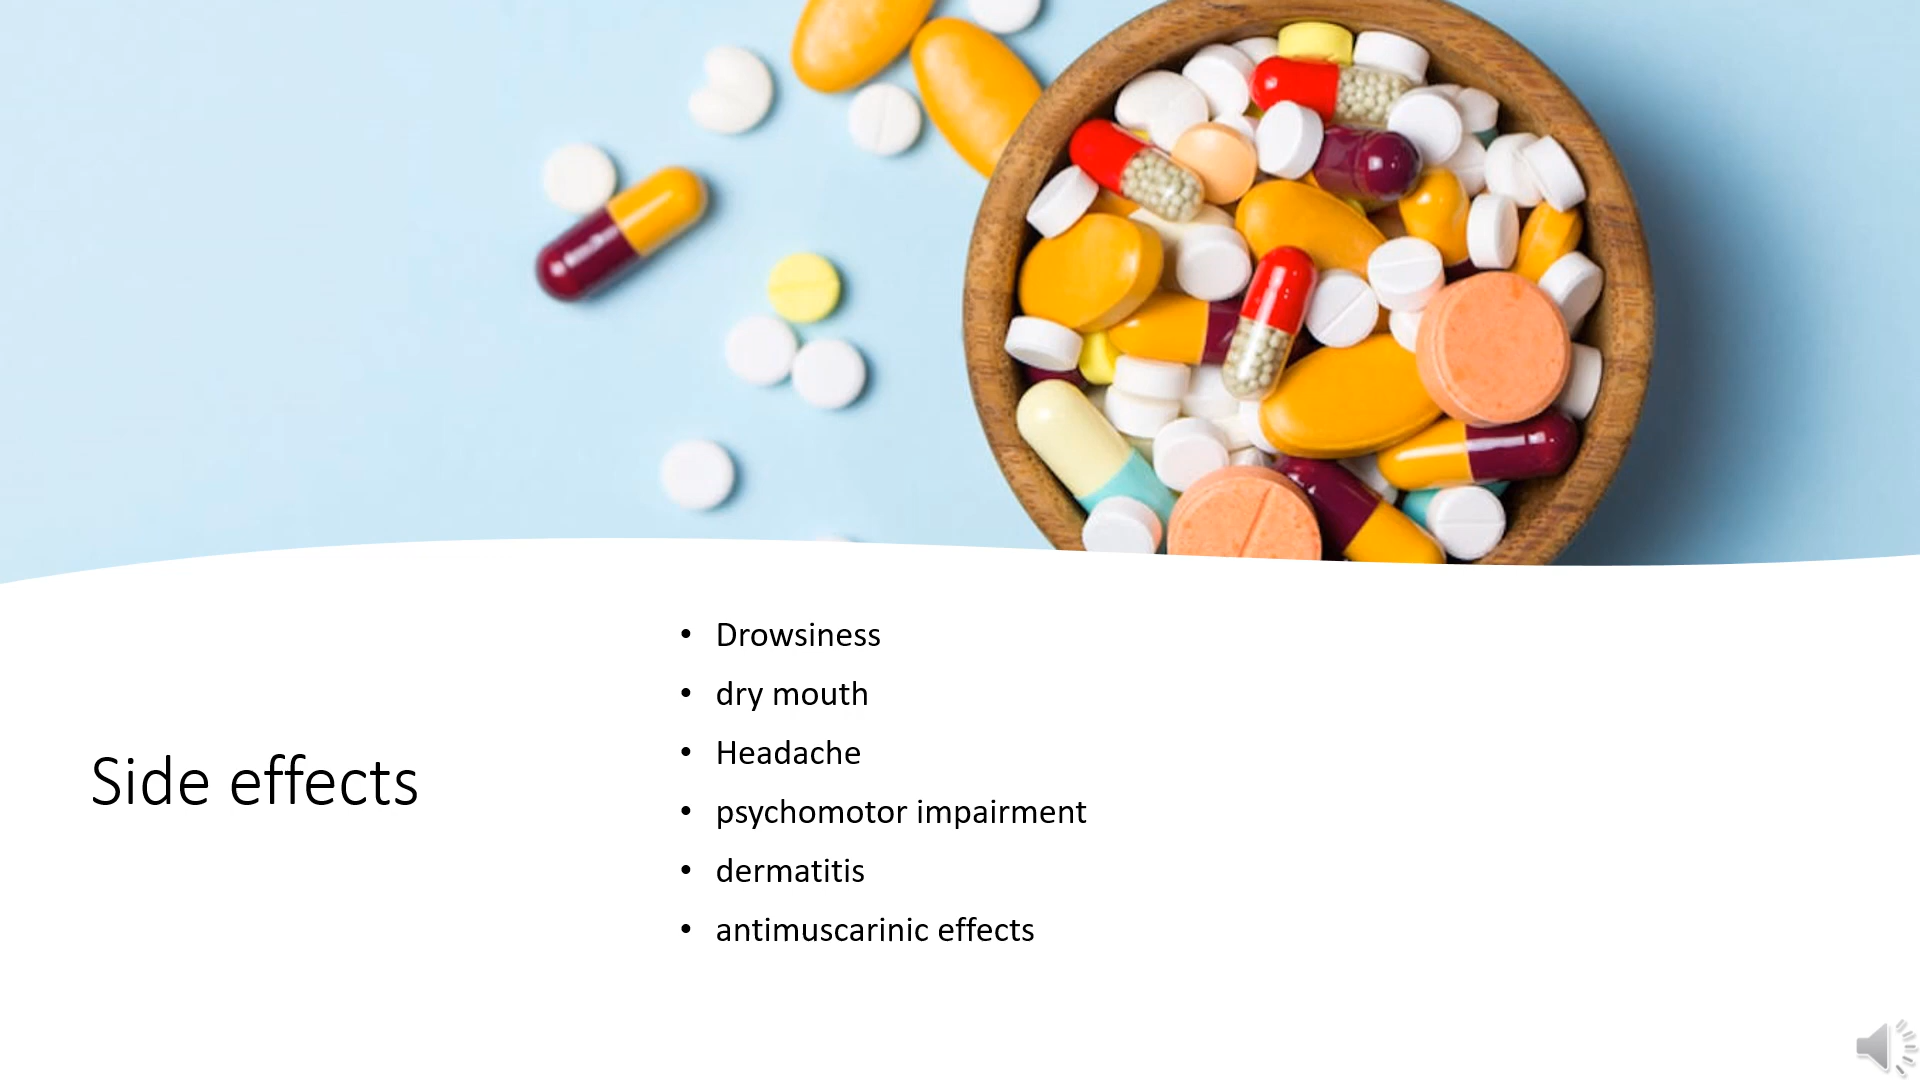 Side effects
• Drowsiness
• dry mouth
• Headache
• psychomotor impairment
• dermatitis
• antimuscarinic effects